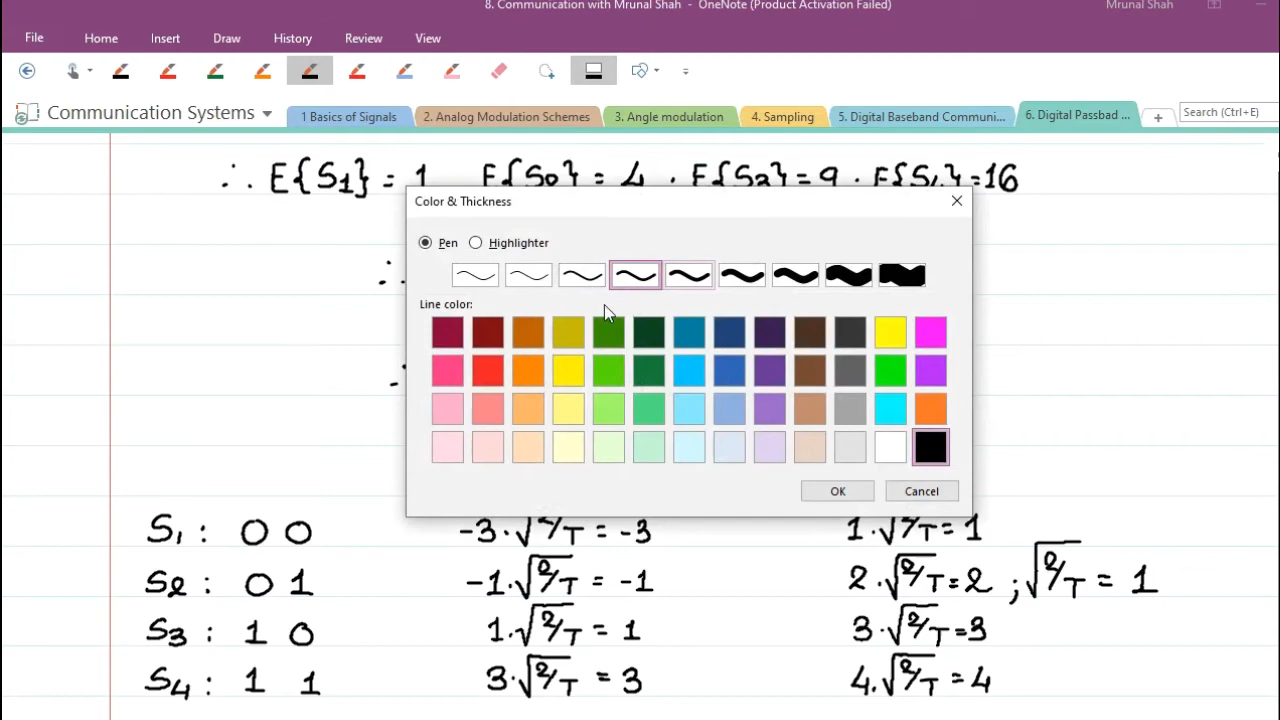 8. Communication with Mrunal Shah - OneNote (Product Activation Failed) Mrunal Shah
File Home Insert Draw History Review View
Communication Systems 1 Basics of Signals 2. Analog Modulation Schemes 3. Angle modulation 4. Sampling 5. Digital Baseband Communi... 6. Digital Passbad ... + Search (Ctrl+E)
∴ E{S1} = 1 E{S2} = 4 . E{S3} = 9 . E{S4} = 16
Color & Thickness
Pen Highlighter
Line color:
OK Cancel
S1 : 0 0 -3·√2/T = -3 1·√2/T = 1
S2 : 0 1 -1·√2/T = -1 2·√2/T = 2 ; √2/T = 1
S3 : 1 0 1·√2/T = 1 3·√2/T = 3
S4 : 1 1 3·√2/T = 3 4·√2/T = 4